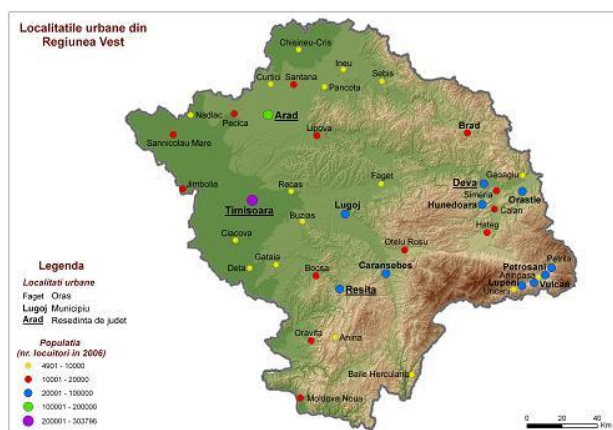 Localitatile urbane din
Regiunea Vest
Chisineu-Cris
Ineu
Sebis
Curtici
Santana
Pancota
Nadlac
Pecica
Arad
Sannicolau Mare
Lipova
Brad
Jimbolia
Recas
Faget
Deva
Geoagiu
Simeria
Orastie
Timisoara
Lugoj
Hunedoara
Calan
Buzias
Hateg
Ciacova
Otelu Rosu
Gataia
Deta
Bocsa
Caransebes
Petrosani
Petrila
Aninoasa
Lupeni
Vulcan
Uricani
Resita
Oravita
Anina
Baile Herculane
Moldova Noua
Legenda
Localitati urbane
Faget Oras
Lugoj Municipiu
Arad Resedinta de judet
Populatia
(nr. locuitori in 2006)
4901 - 10000
10001 - 20000
20001 - 100000
100001 - 200000
200001 - 303796
0 20 40
Km